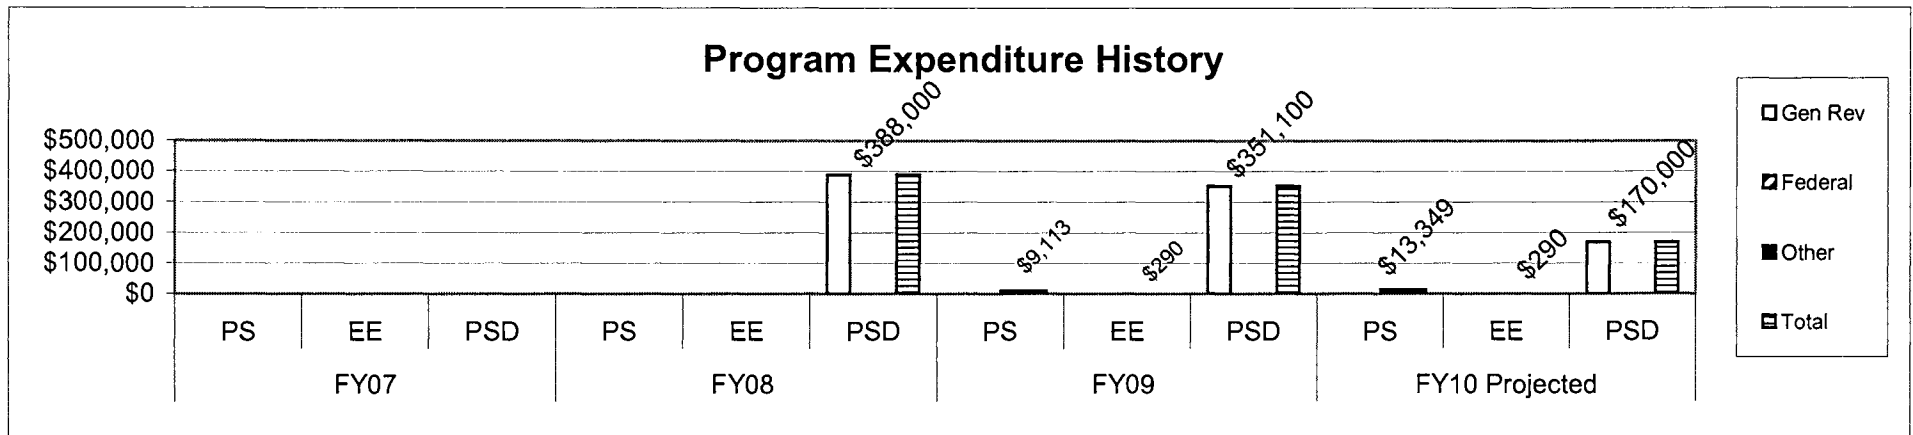 Program Expenditure History
$500,000
$400,000
$300,000
$200,000
$100,000
$0
$388,000
$9,113
$290
$351,100
$13,349
$290
$170,000
PS EE PSD PS EE PSD PS EE PSD PS EE PSD
FY07 FY08 FY09 FY10 Projected
Gen Rev
Federal
Other
Total